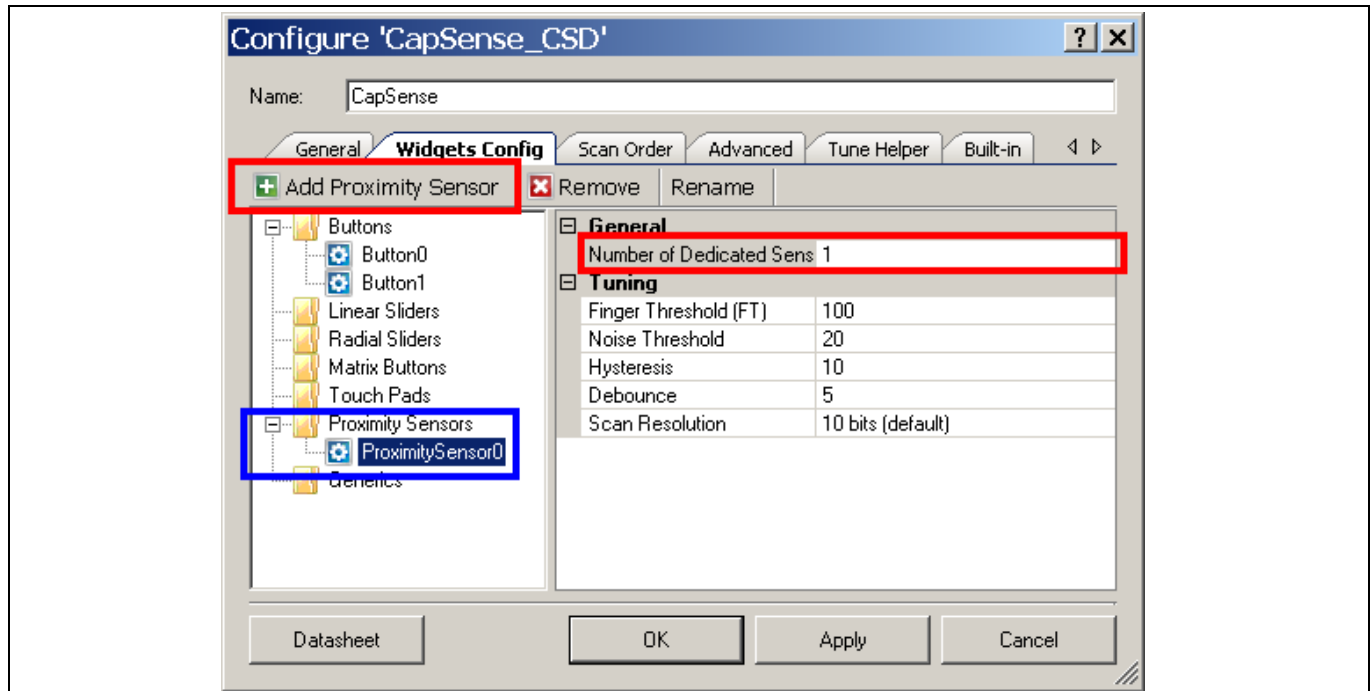 Configure 'CapSense_CSD'
Name: CapSense
General Widgets Config Scan Order Advanced Tune Helper Built-in
Add Proximity Sensor Remove Rename
Buttons
Button0
Button1
Linear Sliders
Radial Sliders
Matrix Buttons
Touch Pads
Proximity Sensors
ProximitySensor0
Generics
General
Number of Dedicated Sens 1
Tuning
Finger Threshold (FT) 100
Noise Threshold 20
Hysteresis 10
Debounce 5
Scan Resolution 10 bits (default)
Datasheet OK Apply Cancel